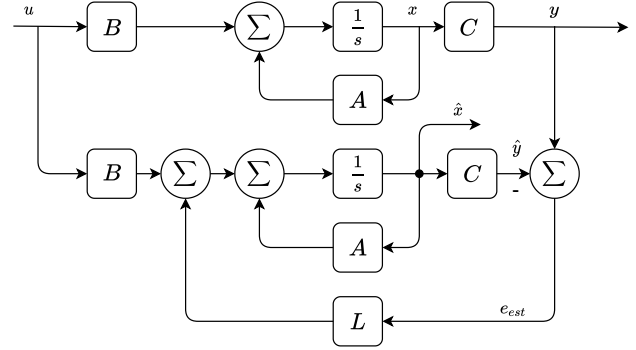 u x y
B ∑ 1/s C
A
x̂
B ∑ ∑ 1/s C ŷ ∑
-
A
L e_est